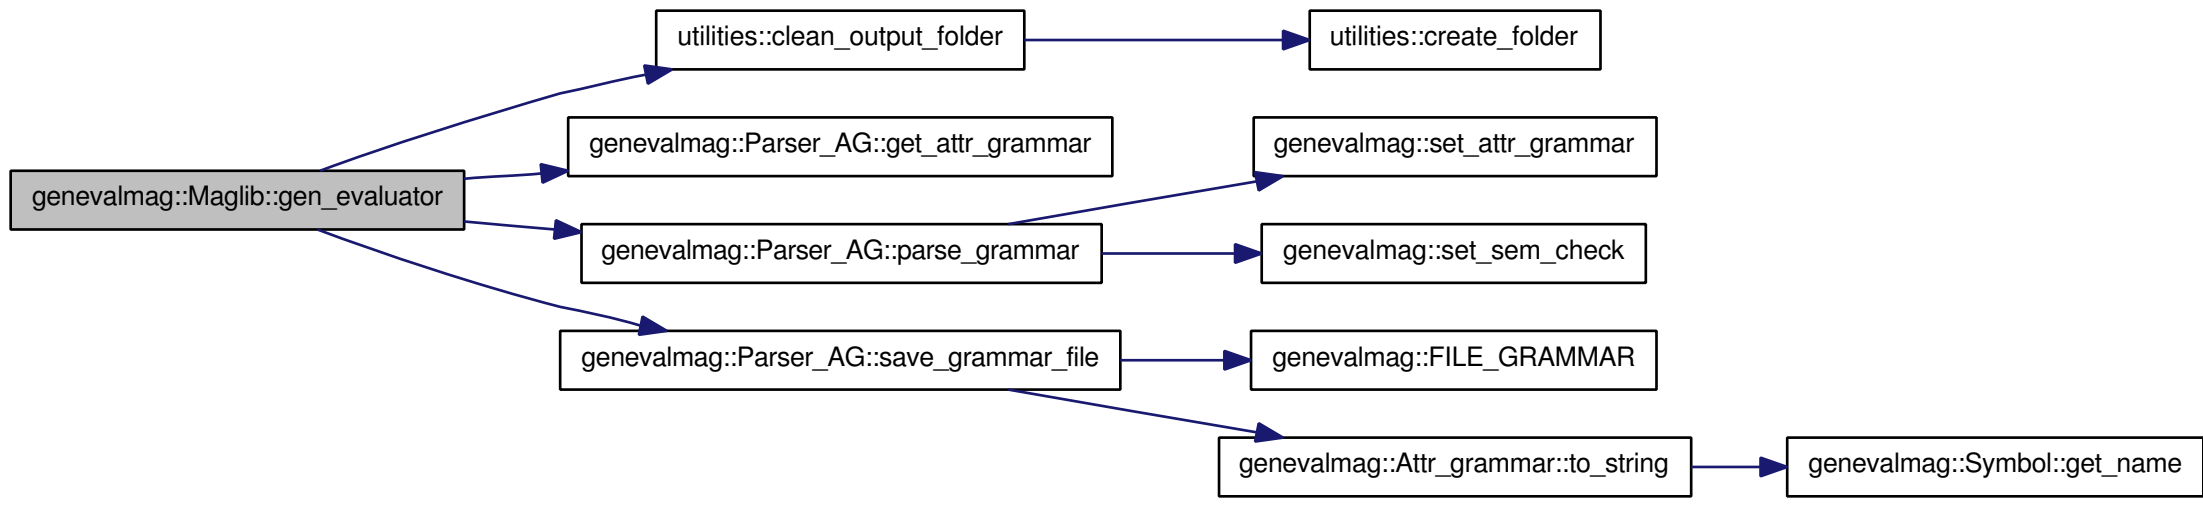 utilities::clean_output_folder
utilities::create_folder
genevalmag::Parser_AG::get_attr_grammar
genevalmag::set_attr_grammar
genevalmag::Maglib::gen_evaluator
genevalmag::Parser_AG::parse_grammar
genevalmag::set_sem_check
genevalmag::Parser_AG::save_grammar_file
genevalmag::FILE_GRAMMAR
genevalmag::Attr_grammar::to_string
genevalmag::Symbol::get_name